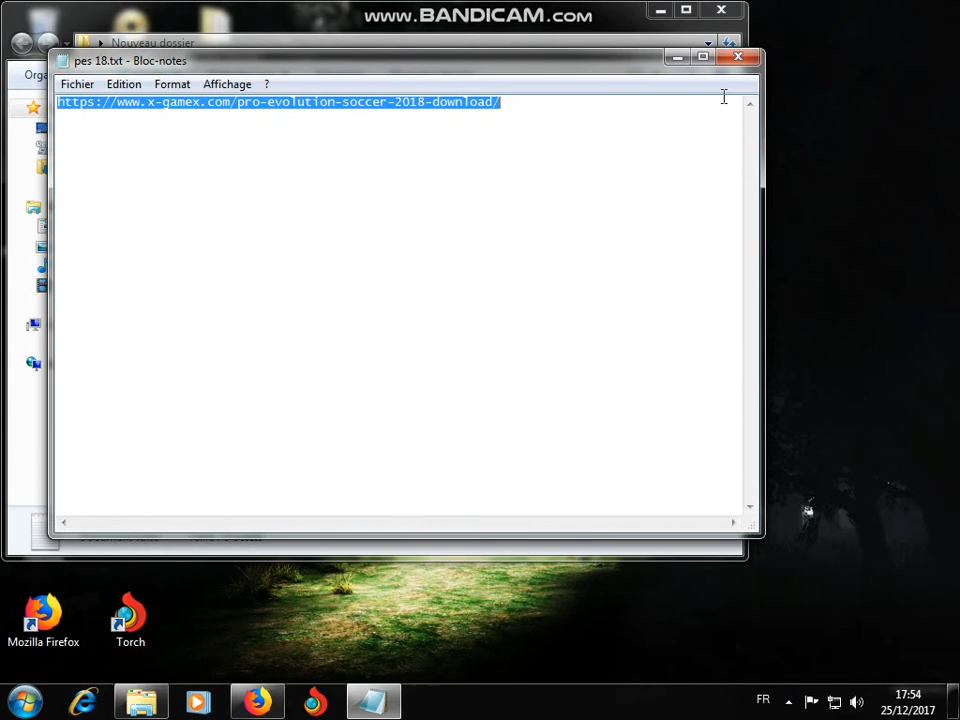 www.BANDICAM.com
Nouveau dossier
pes 18.txt - Bloc-notes
Orga
Fichier Edition Format Affichage ?
https://www.x-gamex.com/pro-evolution-soccer-2018-download/
Mozilla Firefox
Torch
FR
17:54
25/12/2017